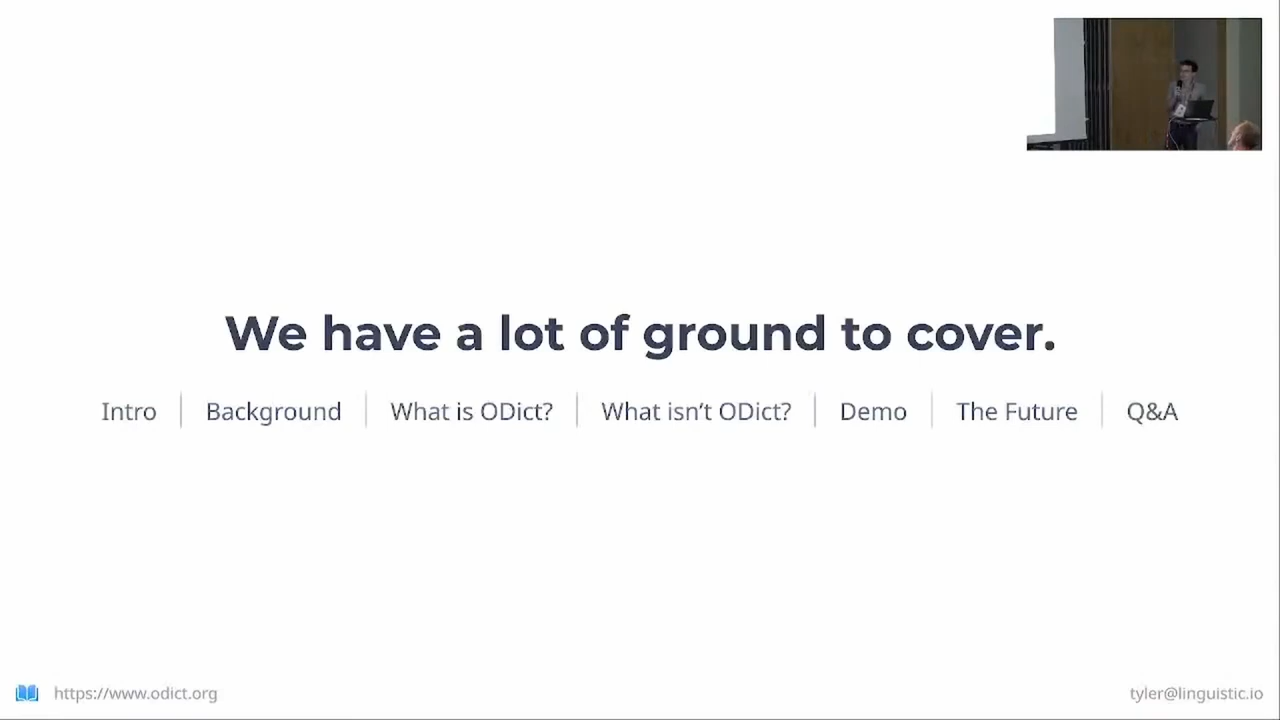 We have a lot of ground to cover.
Intro | Background | What is ODict? | What isn't ODict? | Demo | The Future | Q&A
https://www.odict.org
tyler@linguistic.io